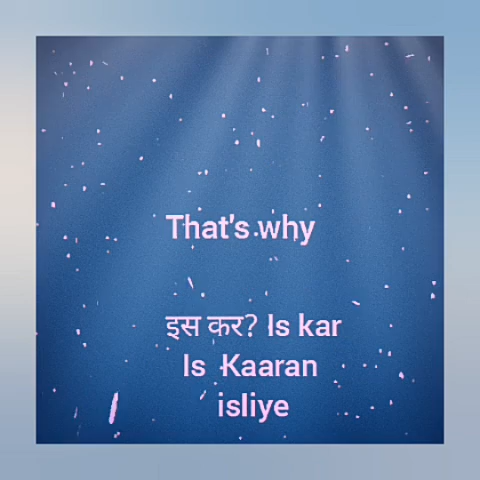 That's why
इस कर? Is kar
Is Kaaran
isliye